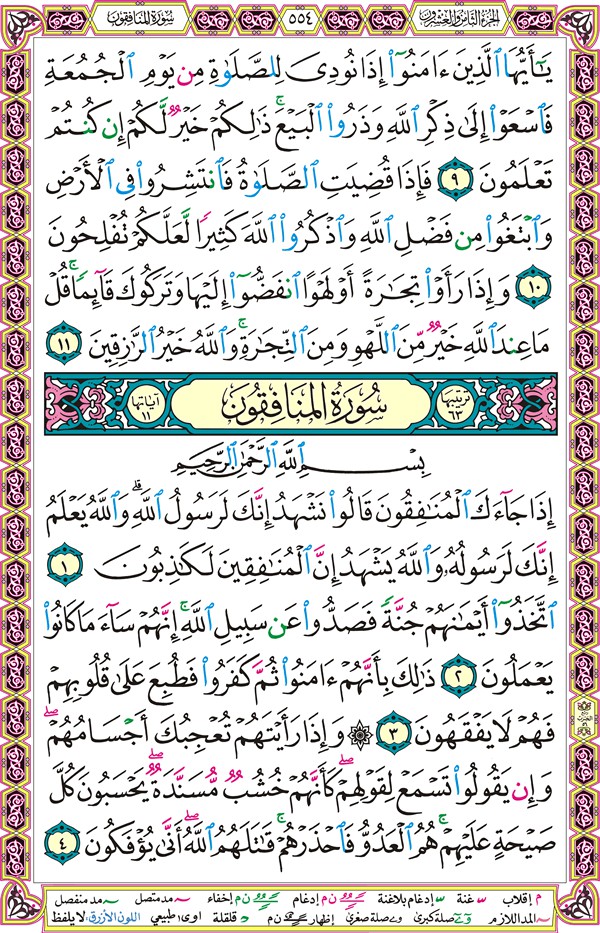 الجزء الثامن والعشرون ٥٥٤ سورة المنافقون
يَـٰٓأَيُّهَا ٱلَّذِينَ ءَامَنُوٓا۟ إِذَا نُودِىَ لِلصَّلَوٰةِ مِن يَوْمِ ٱلْجُمُعَةِ
فَٱسْعَوْا۟ إِلَىٰ ذِكْرِ ٱللَّهِ وَذَرُوا۟ ٱلْبَيْعَ ۚ ذَٰلِكُمْ خَيْرٌ لَّكُمْ إِن كُنتُمْ
تَعْلَمُونَ ٩ فَإِذَا قُضِيَتِ ٱلصَّلَوٰةُ فَٱنتَشِرُوا۟ فِى ٱلْأَرْضِ
وَٱبْتَغُوا۟ مِن فَضْلِ ٱللَّهِ وَٱذْكُرُوا۟ ٱللَّهَ كَثِيرًا لَّعَلَّكُمْ تُفْلِحُونَ
١٠ وَإِذَا رَأَوْا۟ تِجَـٰرَةً أَوْ لَهْوًا ٱنفَضُّوٓا۟ إِلَيْهَا وَتَرَكُوكَ قَآئِمًا ۚ قُلْ
مَا عِندَ ٱللَّهِ خَيْرٌ مِّنَ ٱللَّهْوِ وَمِنَ ٱلتِّجَـٰرَةِ ۚ وَٱللَّهُ خَيْرُ ٱلرَّٰزِقِينَ ١١
ترتيبها ٦٣ سُورَةُ المنَافِقُونَ آياتها ١١
بِسْمِ ٱللَّهِ ٱلرَّحْمَـٰنِ ٱلرَّحِيمِ
إِذَا جَآءَكَ ٱلْمُنَـٰفِقُونَ قَالُوا۟ نَشْهَدُ إِنَّكَ لَرَسُولُ ٱللَّهِ ۗ وَٱللَّهُ يَعْلَمُ
إِنَّكَ لَرَسُولُهُۥ وَٱللَّهُ يَشْهَدُ إِنَّ ٱلْمُنَـٰفِقِينَ لَكَـٰذِبُونَ ١
ٱتَّخَذُوٓا۟ أَيْمَـٰنَهُمْ جُنَّةً فَصَدُّوا۟ عَن سَبِيلِ ٱللَّهِ ۚ إِنَّهُمْ سَآءَ مَا كَانُوا۟
يَعْمَلُونَ ٢ ذَٰلِكَ بِأَنَّهُمْ ءَامَنُوا۟ ثُمَّ كَفَرُوا۟ فَطُبِعَ عَلَىٰ قُلُوبِهِمْ
فَهُمْ لَا يَفْقَهُونَ ٣ ۞ وَإِذَا رَأَيْتَهُمْ تُعْجِبُكَ أَجْسَامُهُمْ ۖ
وَإِن يَقُولُوا۟ تَسْمَعْ لِقَوْلِهِمْ ۖ كَأَنَّهُمْ خُشُبٌ مُّسَنَّدَةٌ ۖ يَحْسَبُونَ كُلَّ
صَيْحَةٍ عَلَيْهِمْ ۚ هُمُ ٱلْعَدُوُّ فَٱحْذَرْهُمْ ۚ قَـٰتَلَهُمُ ٱللَّهُ ۖ أَنَّىٰ يُؤْفَكُونَ ٤
إقلاب غنة إدغام بلاغنة إدغام إخفاء مد متصل مد منفصل
المد اللازم صلة كبرى صلة صغرى إظهار قلقلة طبيعي اللون الأزرق: لا يلفظ